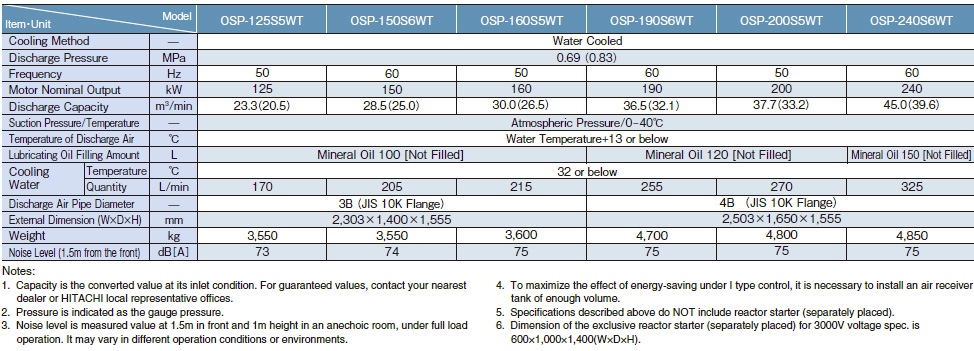 Item・Unit Model OSP-125S5WT OSP-150S6WT OSP-160S5WT OSP-190S6WT OSP-200S5WT OSP-240S6WT
Cooling Method — Water Cooled
Discharge Pressure MPa 0.69 (0.83)
Frequency Hz 50 60 50 60 50 60
Motor Nominal Output kW 125 150 160 190 200 240
Discharge Capacity m³/min 23.3(20.5) 28.5(25.0) 30.0(26.5) 36.5(32.1) 37.7(33.2) 45.0(39.6)
Suction Pressure/Temperature — Atmospheric Pressure/0-40℃
Temperature of Discharge Air ℃ Water Temperature+13 or below
Lubricating Oil Filling Amount L Mineral Oil 100 [Not Filled] Mineral Oil 120 [Not Filled] Mineral Oil 150 [Not Filled]
Cooling Water Temperature ℃ 32 or below
Quantity L/min 170 205 215 255 270 325
Discharge Air Pipe Diameter — 3B (JIS 10K Flange) 4B (JIS 10K Flange)
External Dimension (W×D×H) mm 2,303×1,400×1,555 2,503×1,650×1,555
Weight kg 3,550 3,550 3,600 4,700 4,800 4,850
Noise Level (1.5m from the front) dB[A] 73 74 75 75 75 75
Notes:
1. Capacity is the converted value at its inlet condition. For guaranteed values, contact your nearest
dealer or HITACHI local representative offices.
2. Pressure is indicated as the gauge pressure.
3. Noise level is measured value at 1.5m in front and 1m height in an anechoic room, under full load
operation. It may vary in different operation conditions or environments.
4. To maximize the effect of energy-saving under I type control, it is necessary to install an air receiver
tank of enough volume.
5. Specifications described above do NOT include reactor starter (separately placed).
6. Dimension of the exclusive reactor starter (separately placed) for 3000V voltage spec. is
600×1,000×1,400(W×D×H).